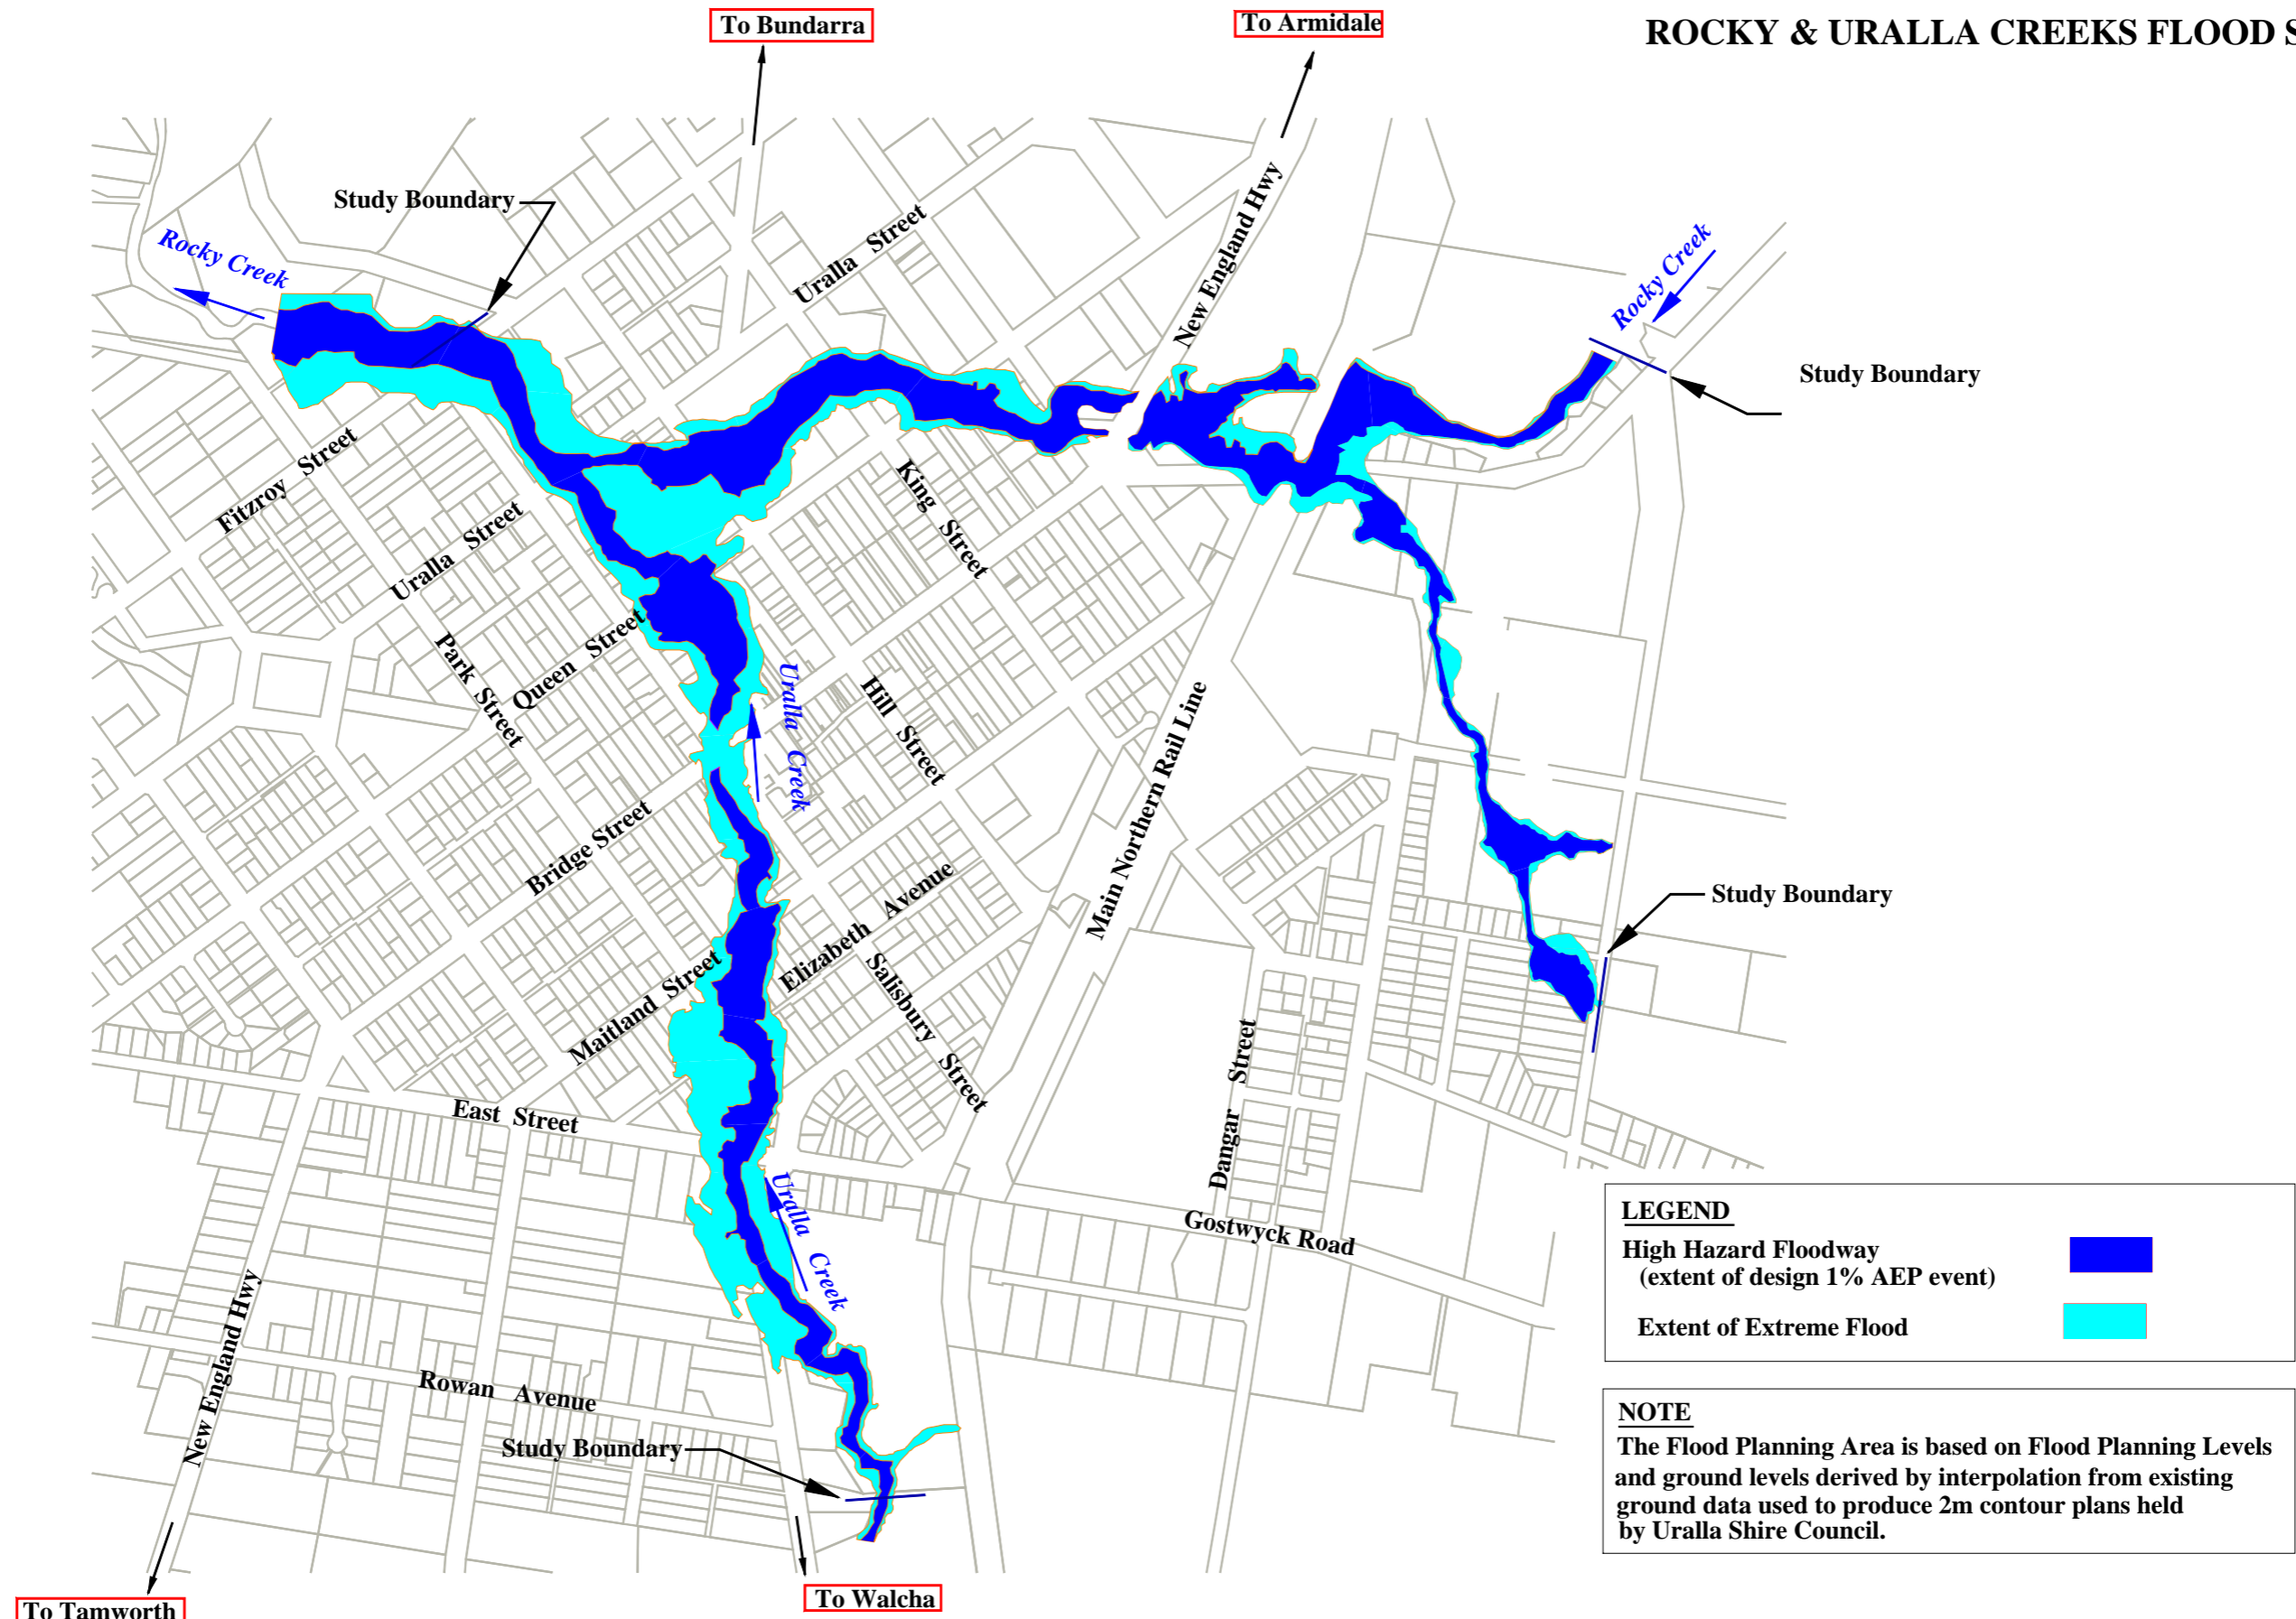 To Bundarra
To Armidale
ROCKY & URALLA CREEKS FLOOD S
Study Boundary
Rocky Creek
Uralla Street
New England Hwy
Rocky Creek
Study Boundary
Fitzroy Street
Uralla Street
King Street
Park Street
Queen Street
Uralla Creek
Hill Street
Main Northern Rail Line
Bridge Street
Elizabeth Avenue
Study Boundary
Maitland Street
Salisbury Street
Dangar Street
East Street
Uralla Creek
Gostwyck Road
New England Hwy
Rowan Avenue
Study Boundary
LEGEND
High Hazard Floodway
(extent of design 1% AEP event)
Extent of Extreme Flood
NOTE
The Flood Planning Area is based on Flood Planning Levels
and ground levels derived by interpolation from existing
ground data used to produce 2m contour plans held
by Uralla Shire Council.
To Walcha
To Tamworth